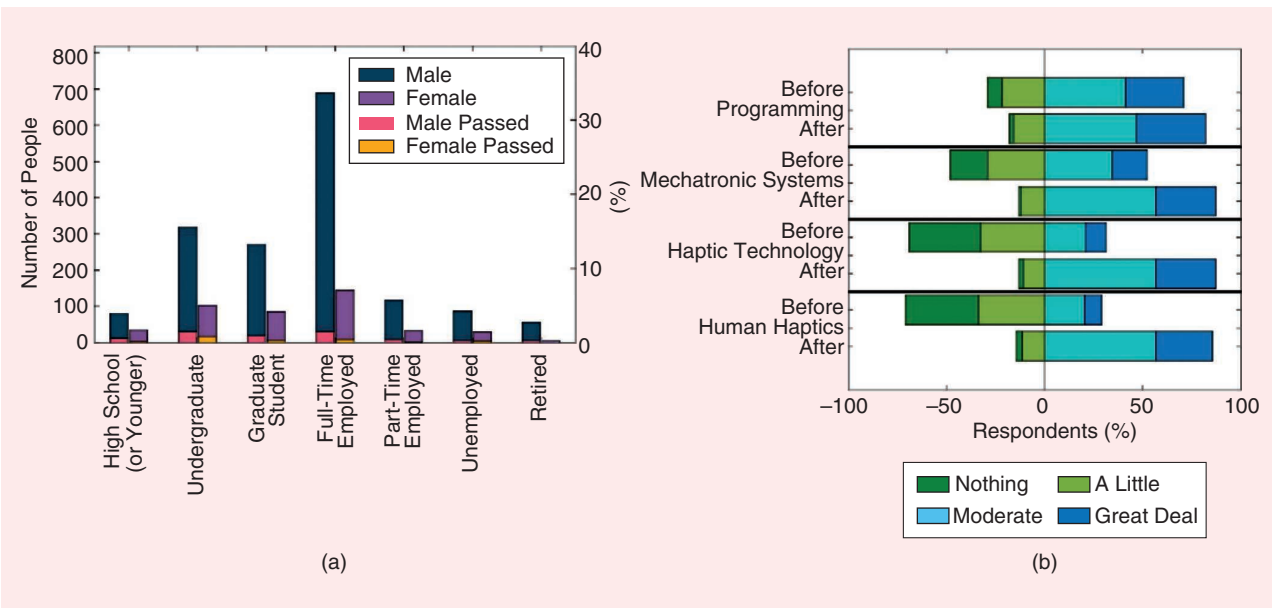 800
700
600
500
400
300
200
100
0
Number of People
40
30
20
10
0
(%)
Male
Female
Male Passed
Female Passed
High School
(or Younger)
Undergraduate
Graduate
Student
Full-Time
Employed
Part-Time
Employed
Unemployed
Retired
(a)
Before
Programming
After
Before
Mechatronic Systems
After
Before
Haptic Technology
After
Before
Human Haptics
After
–100 –50 0 50 100
Respondents (%)
Nothing A Little
Moderate Great Deal
(b)